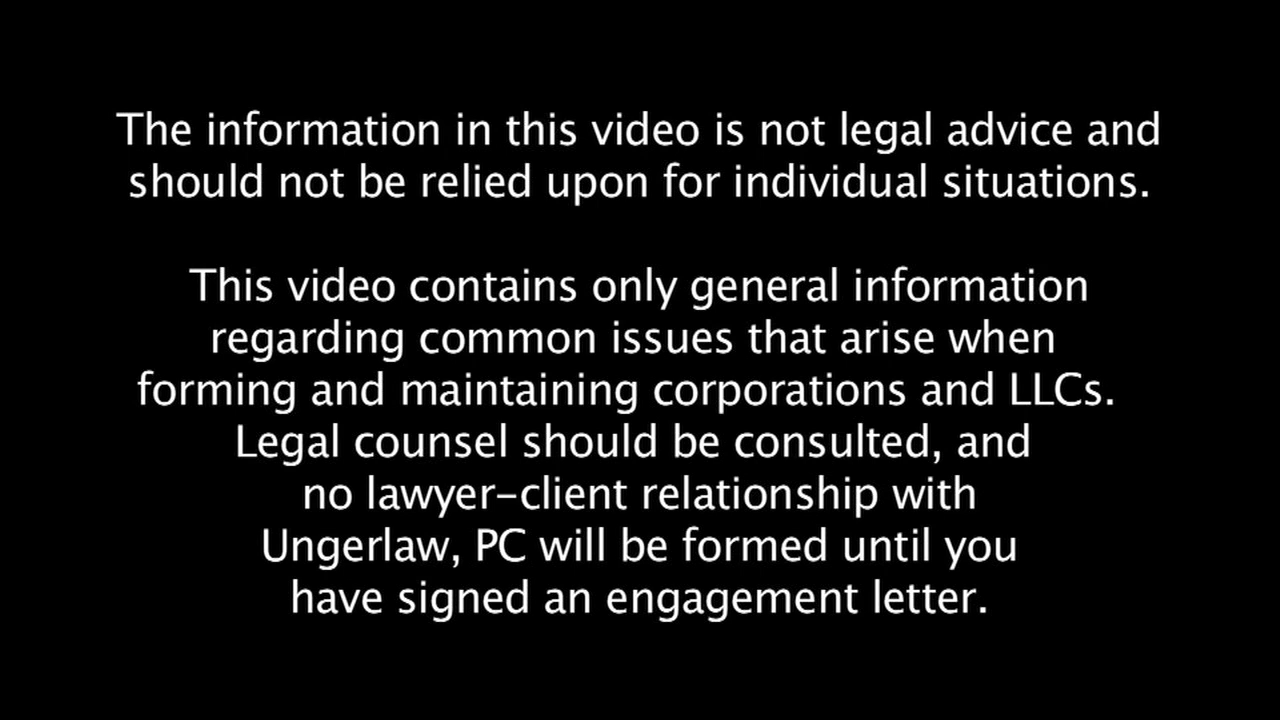 The information in this video is not legal advice and
should not be relied upon for individual situations.
This video contains only general information
regarding common issues that arise when
forming and maintaining corporations and LLCs.
Legal counsel should be consulted, and
no lawyer–client relationship with
Ungerlaw, PC will be formed until you
have signed an engagement letter.